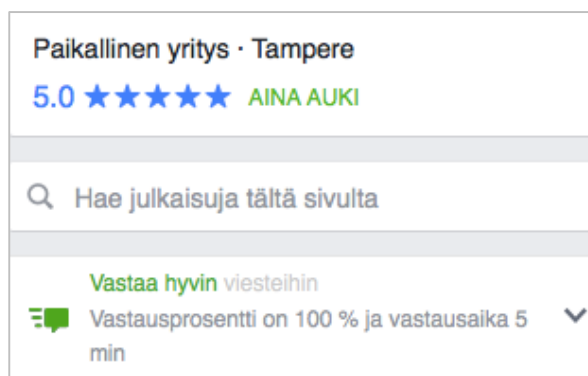 Paikallinen yritys · Tampere
5.0 ★★★★★ AINA AUKI
Hae julkaisuja tältä sivulta
Vastaa hyvin viesteihin
Vastausprosentti on 100 % ja vastausaika 5
min